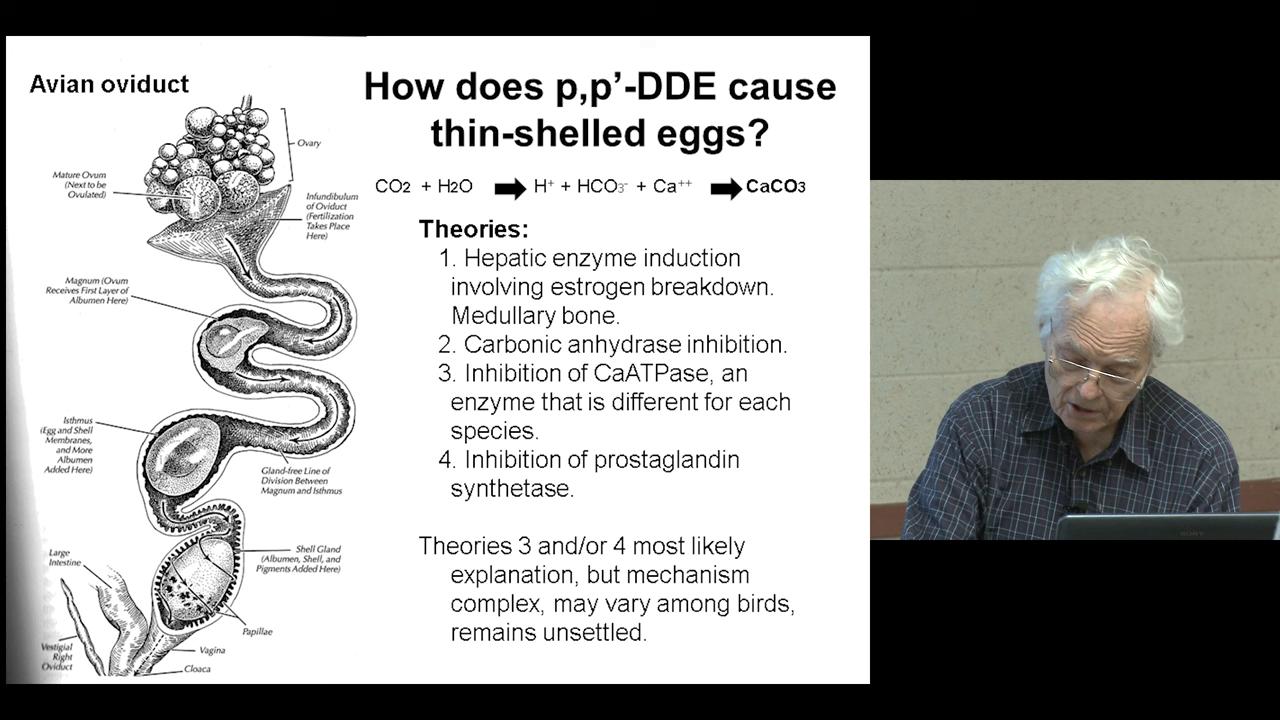 Avian oviduct
Ovary
Mature Ovum
(Next to be
Ovulated)
Infundibulum
of Oviduct
(Fertilization
Takes Place
Here)
Magnum (Ovum
Receives First Layer of
Albumen Here)
Isthmus
(Egg and Shell
Membranes,
and More
Albumen
Added Here)
Gland-free Line of
Division Between
Magnum and Isthmus
Large
Intestine
Shell Gland
(Albumen, Shell, and
Pigments Added Here)
Papillae
Vestigial
Right
Oviduct
Vagina
Cloaca
How does p,p’-DDE cause
thin-shelled eggs?
CO2 + H2O ➡ H⁺ + HCO3⁻ + Ca⁺⁺ ➡ CaCO3
Theories:
1. Hepatic enzyme induction
involving estrogen breakdown.
Medullary bone.
2. Carbonic anhydrase inhibition.
3. Inhibition of CaATPase, an
enzyme that is different for each
species.
4. Inhibition of prostaglandin
synthetase.
Theories 3 and/or 4 most likely
explanation, but mechanism
complex, may vary among birds,
remains unsettled.
SONY